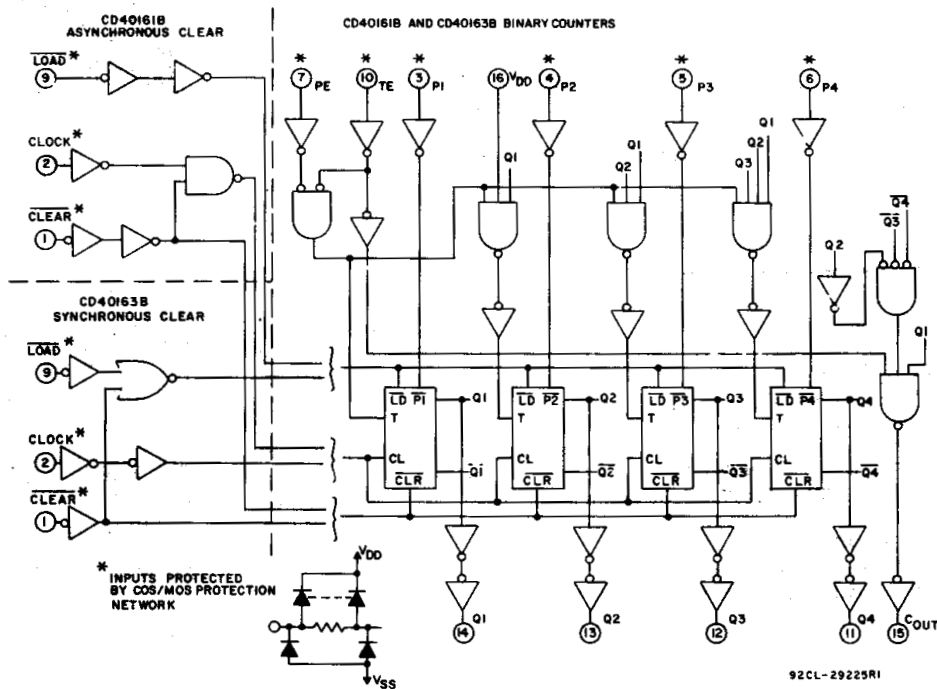 CD40161B
ASYNCHRONOUS CLEAR
CD40161B AND CD40163B BINARY COUNTERS
LOAD*
9
*
7
PE
*
10
TE
*
3
P1
16
VDD
*
4
P2
*
5
P3
*
6
P4
CLOCK*
2
CLEAR*
1
Q1
Q2
Q1
Q3
Q2
Q1
Q2
Q3
Q4
Q1
CD40163B
SYNCHRONOUS CLEAR
LOAD*
9
CLOCK*
2
CLEAR*
1
LD P1
T
CL
CLR
Q1
Q1
LD P2
T
CLR
Q2
Q2
LD P3
T
CLR
Q3
Q3
LD P4
T
CL
CLR
Q4
Q4
* INPUTS PROTECTED
BY COS/MOS PROTECTION
NETWORK
VDD
VSS
Q1
14
Q2
13
Q3
12
Q4
11
COUT
15
92CL-29225R1